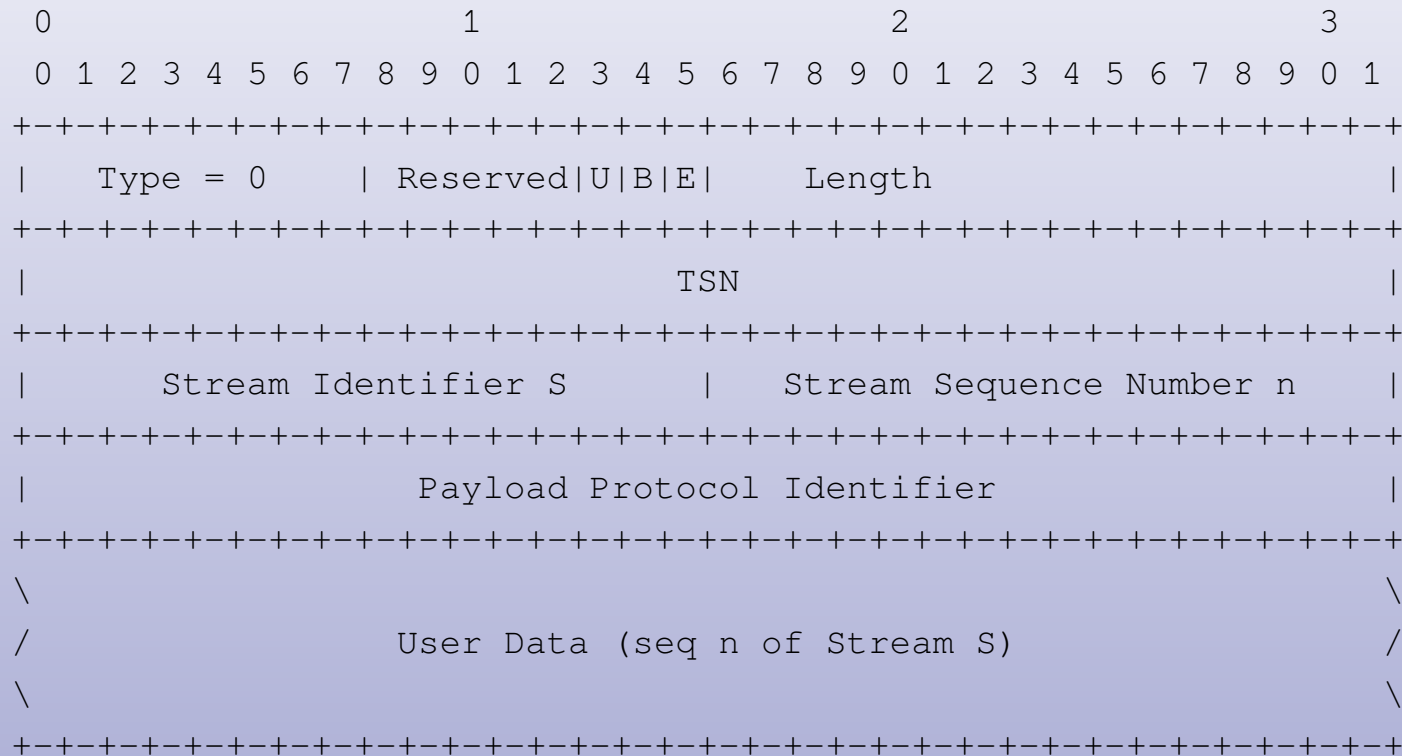 0                   1                   2                   3
 0 1 2 3 4 5 6 7 8 9 0 1 2 3 4 5 6 7 8 9 0 1 2 3 4 5 6 7 8 9 0 1
+-+-+-+-+-+-+-+-+-+-+-+-+-+-+-+-+-+-+-+-+-+-+-+-+-+-+-+-+-+-+-+-+
|   Type = 0    | Reserved|U|B|E|    Length                     |
+-+-+-+-+-+-+-+-+-+-+-+-+-+-+-+-+-+-+-+-+-+-+-+-+-+-+-+-+-+-+-+-+
|                              TSN                              |
+-+-+-+-+-+-+-+-+-+-+-+-+-+-+-+-+-+-+-+-+-+-+-+-+-+-+-+-+-+-+-+-+
|      Stream Identifier S      |   Stream Sequence Number n    |
+-+-+-+-+-+-+-+-+-+-+-+-+-+-+-+-+-+-+-+-+-+-+-+-+-+-+-+-+-+-+-+-+
|                  Payload Protocol Identifier                  |
+-+-+-+-+-+-+-+-+-+-+-+-+-+-+-+-+-+-+-+-+-+-+-+-+-+-+-+-+-+-+-+-+
\                                                               \
/                 User Data (seq n of Stream S)                 /
\                                                               \
+-+-+-+-+-+-+-+-+-+-+-+-+-+-+-+-+-+-+-+-+-+-+-+-+-+-+-+-+-+-+-+-+